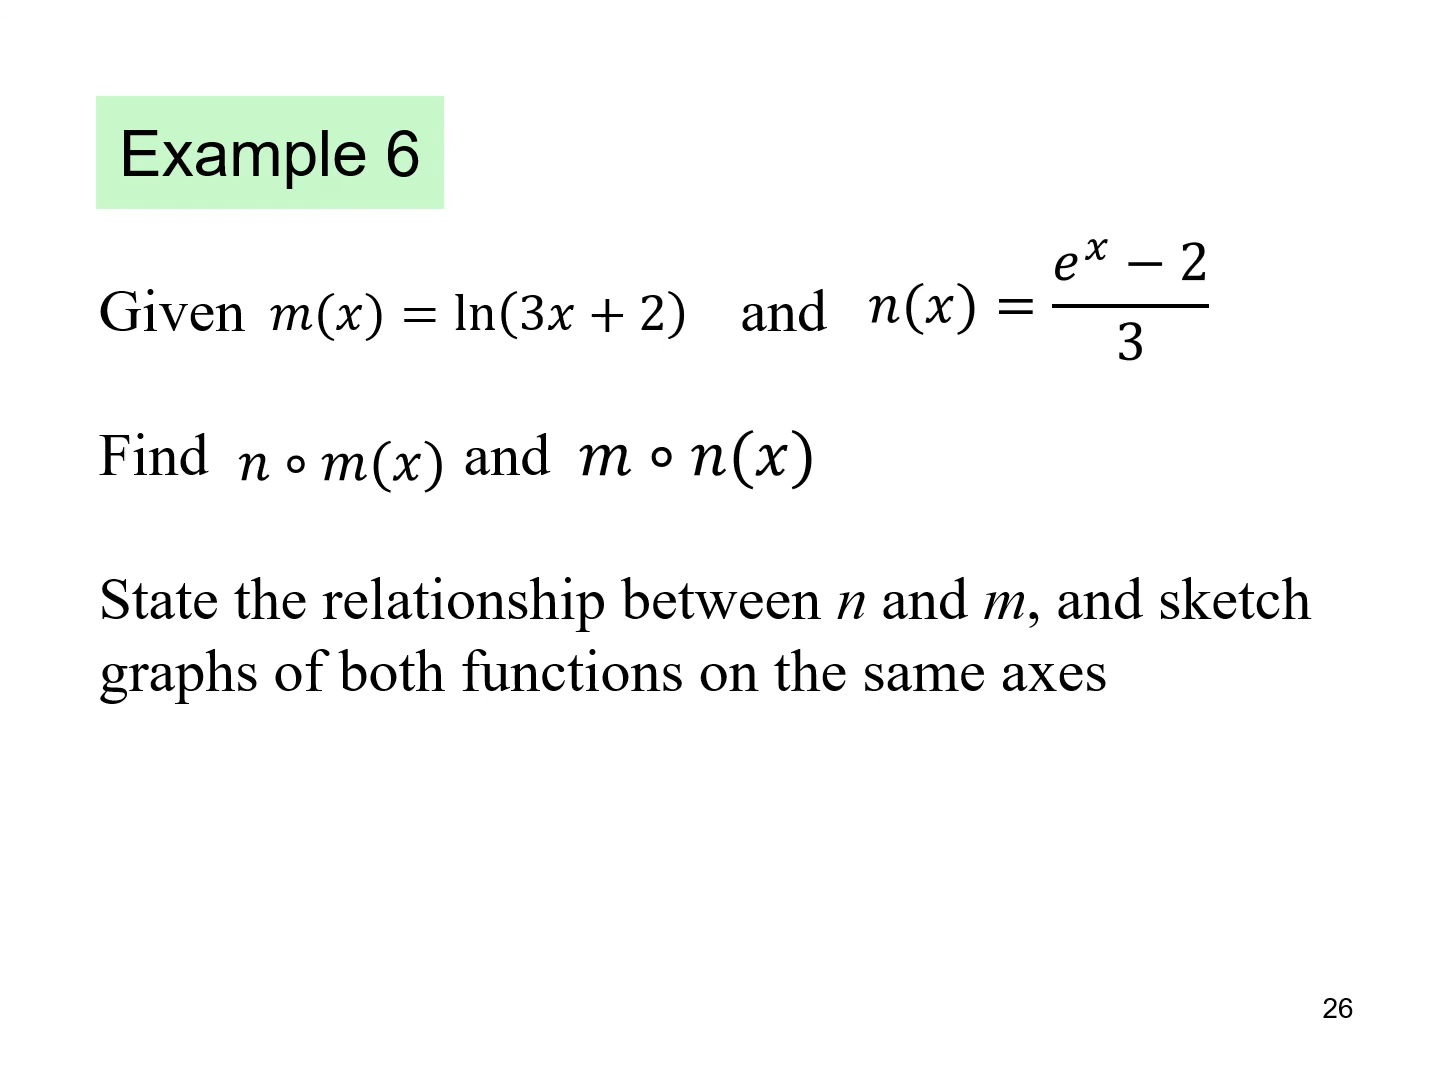 Example 6
Given 𝑚(𝑥) = ln(3𝑥 + 2) and 𝑛(𝑥) = (𝑒^𝑥 − 2)/3
Find 𝑛 ∘ 𝑚(𝑥) and 𝑚 ∘ 𝑛(𝑥)
State the relationship between n and m, and sketch
graphs of both functions on the same axes
26